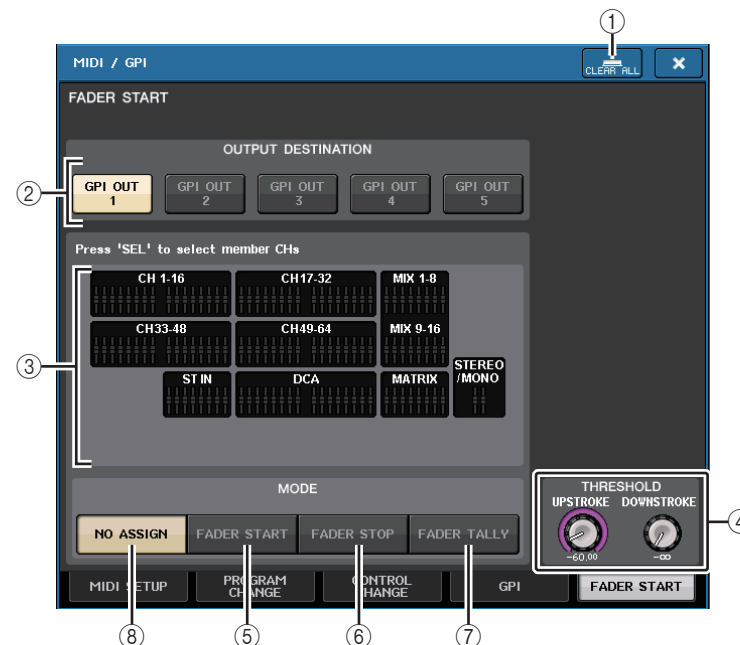 ①
MIDI / GPI
CLEAR ALL
×
FADER START
OUTPUT DESTINATION
②
GPI OUT 1
GPI OUT 2
GPI OUT 3
GPI OUT 4
GPI OUT 5
Press 'SEL' to select member CHs
③
CH 1-16
CH17-32
MIX 1-8
CH33-48
CH49-64
MIX 9-16
ST IN
DCA
MATRIX
STEREO /MONO
MODE
NO ASSIGN
FADER START
FADER STOP
FADER TALLY
THRESHOLD
UPSTROKE
DOWNSTROKE
-60.00
-∞
④
MIDI SETUP
PROGRAM CHANGE
CONTROL CHANGE
GPI
FADER START
⑧
⑤
⑥
⑦